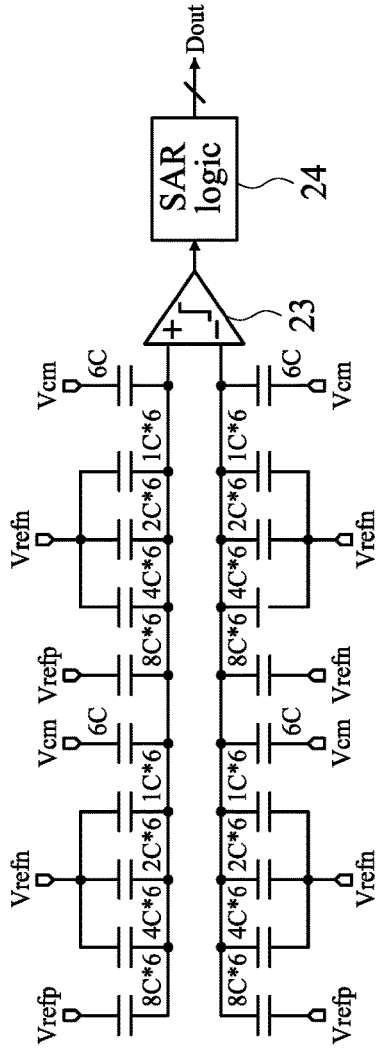 Vrefp Vrefn Vcm Vrefp Vrefn Vcm
8C*6 4C*6 2C*6 1C*6 6C 8C*6 4C*6 2C*6 1C*6 6C
+
−
23
SAR
logic
24
Dout
8C*6 4C*6 2C*6 1C*6 6C 8C*6 4C*6 2C*6 1C*6 6C
Vrefp Vrefn Vcm Vrefn Vrefn Vcm